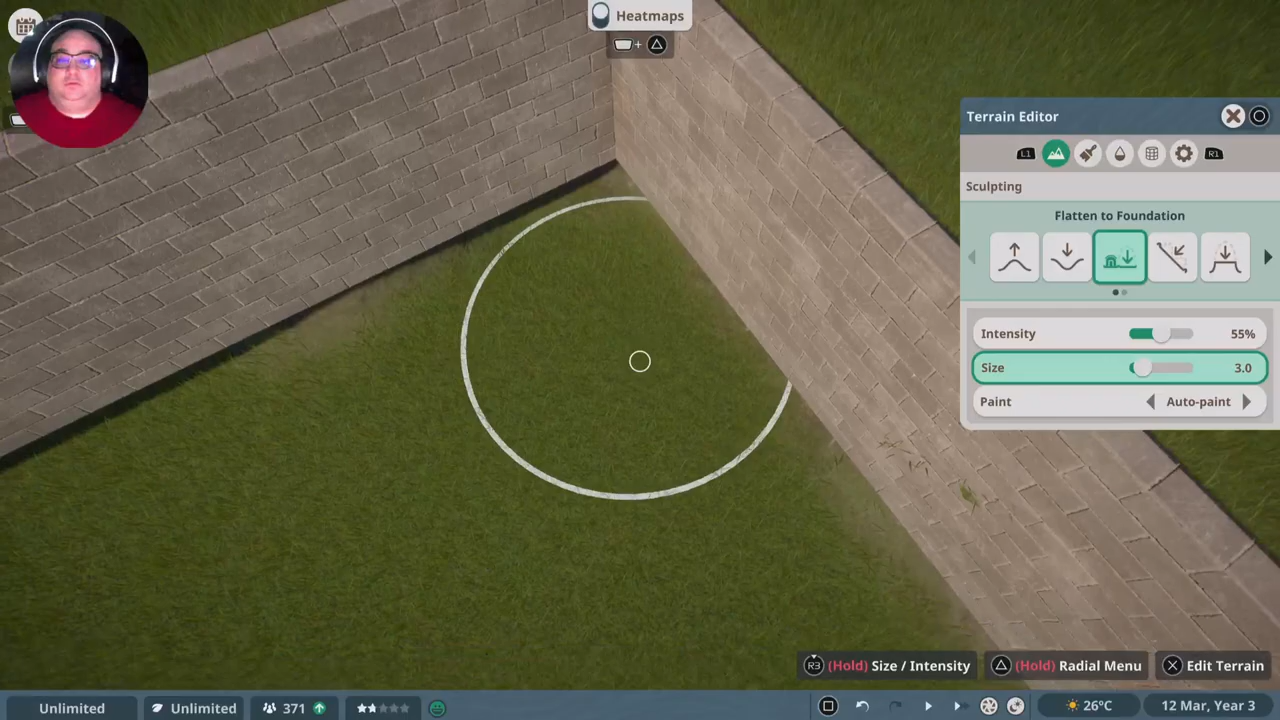 Heatmaps
+
Terrain Editor
L1
R1
Sculpting
Flatten to Foundation
Intensity
55%
Size
3.0
Paint
Auto-paint
R3 (Hold) Size / Intensity
(Hold) Radial Menu
Edit Terrain
Unlimited
Unlimited
371
26°C
12 Mar, Year 3